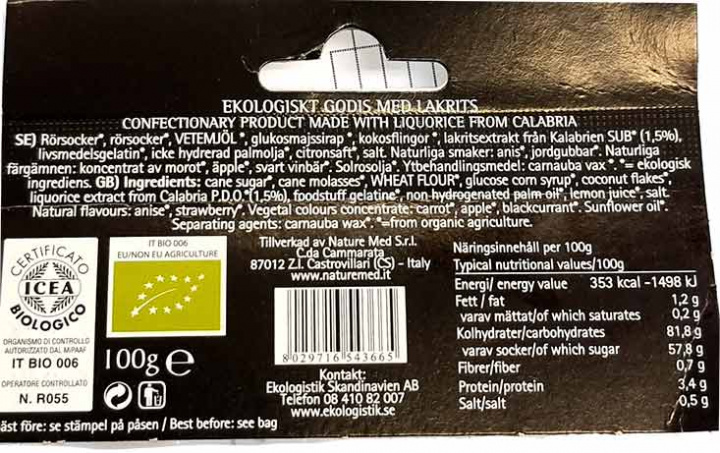 EKOLOGISKT GODIS MED LAKRITS
CONFECTIONARY PRODUCT MADE WITH LIQUORICE FROM CALABRIA
SE) Rörsocker*, rörsocker*, VETEMJÖL *, glukosmajssirap *, kokosflingor *, lakritsextrakt från Kalabrien SUB* (1,5%),
livsmedelsgelatin*, icke hydrerad palmolja*, citronsaft*, salt. Naturliga smaker: anis*, jordgubbar*. Naturliga
färgämnen: koncentrat av morot*, äpple*, svart vinbär*. Solrosolja*. Ytbehandlingsmedel: carnauba vax *. *= ekologisk
ingrediens. GB) Ingredients: cane sugar*, cane molasses*, WHEAT FLOUR*, glucose corn syrup*, coconut flakes*,
liquorice extract from Calabria P.D.O.*(1,5%), foodstuff gelatine*, non-hydrogenated palm oil*, lemon juice*, salt.
Natural flavours: anise*, strawberry*. Vegetal colours concentrate: carrot*, apple*, blackcurrant*. Sunflower oil*.
Separating agents: carnauba wax*. *=from organic agriculture.
CERTIFICATO
ICEA
BIOLOGICO
ORGANISMO DI CONTROLLO
AUTORIZZATO DAL MIPAAF
IT BIO 006
OPERATORE CONTROLLATO
N. R055
IT BIO 006
EU/NON EU AGRICULTURE
100g e
Tillverkad av Nature Med S.r.l.
C.da Cammarata
87012 Z.I. Castrovillari (CS) - Italy
www.naturemed.it
8 029716 543665
Kontakt:
Ekologistik Skandinavien AB
Telefon 08 410 82 007
www.ekologistik.se
Näringsinnehåll per 100g
Typical nutritional values/100g
Energi/ energy value 353 kcal -1498 kJ
Fett / fat 1,2 g
varav mättat/of which saturates 0,2 g
Kolhydrater/carbohydrates 81,8 g
varav socker/of which sugar 57,8 g
Fibrer/fiber 0,7 g
Protein/protein 3,4 g
Salt/salt 0,5 g
äst före: se stämpel på påsen / Best before: see bag